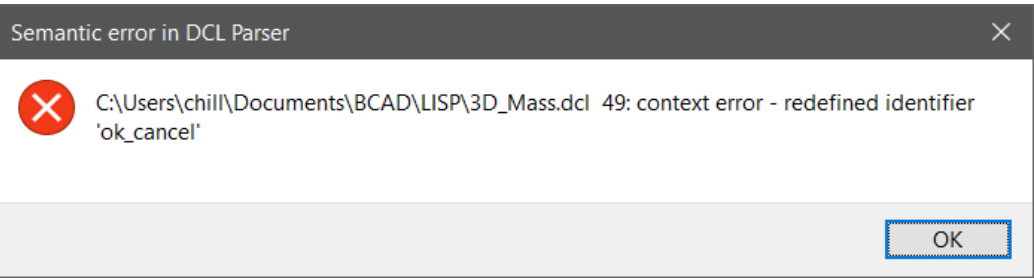 Semantic error in DCL Parser
C:\Users\chill\Documents\BCAD\LISP\3D_Mass.dcl  49: context error - redefined identifier
'ok_cancel'
OK